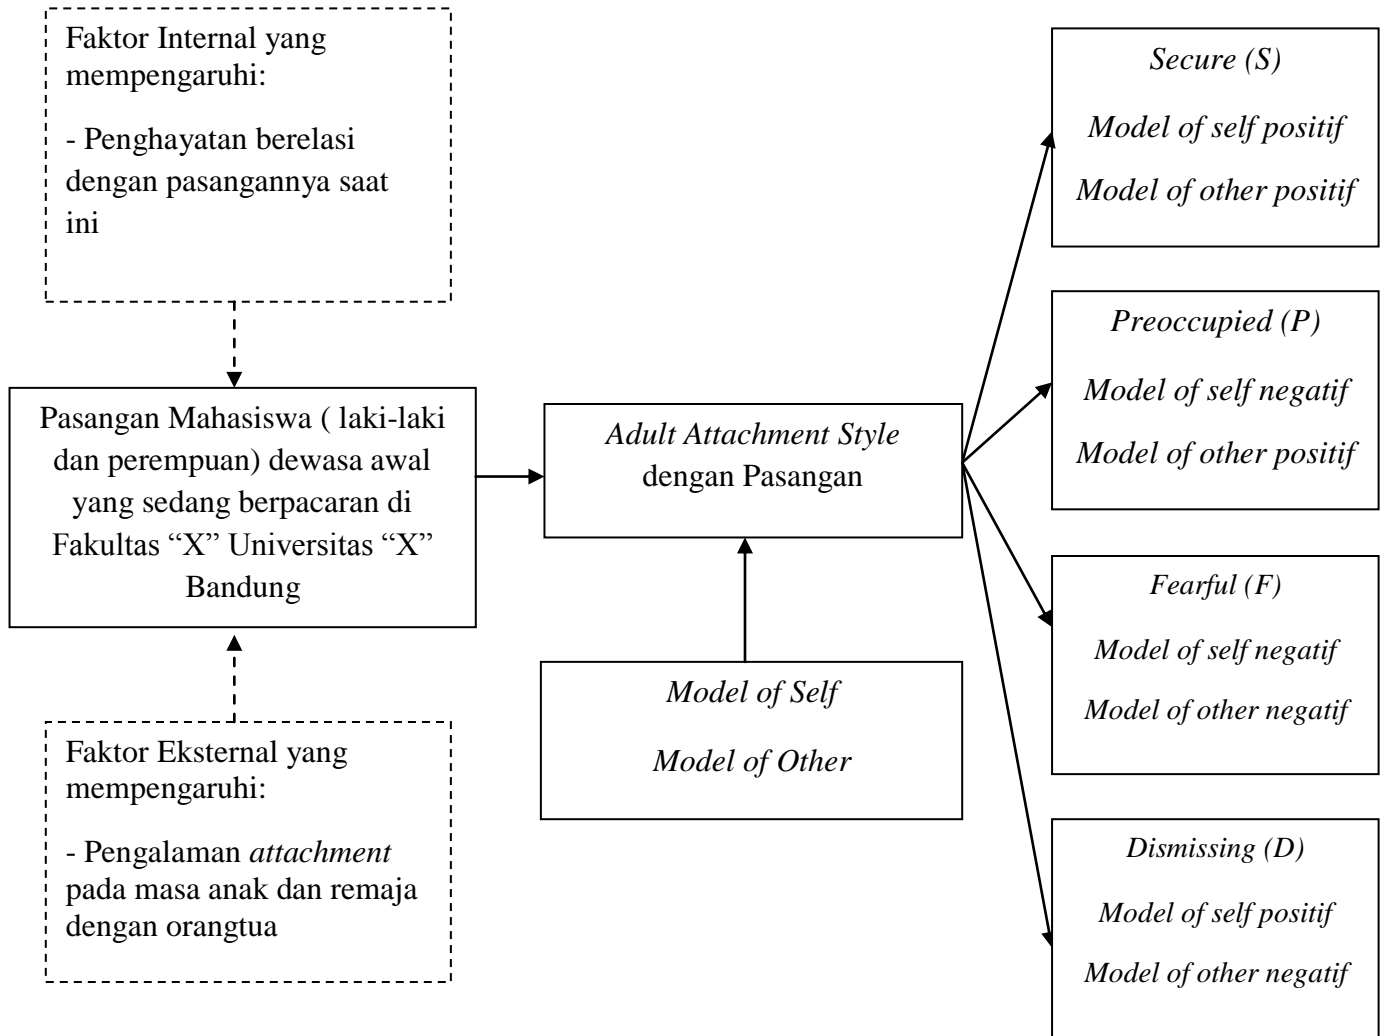 Faktor Internal yang
mempengaruhi:
- Penghayatan berelasi
dengan pasangannya saat
ini
Pasangan Mahasiswa ( laki-laki
dan perempuan) dewasa awal
yang sedang berpacaran di
Fakultas “X” Universitas “X”
Bandung
Faktor Eksternal yang
mempengaruhi:
- Pengalaman attachment
pada masa anak dan remaja
dengan orangtua
Adult Attachment Style
dengan Pasangan
Model of Self
Model of Other
Secure (S)
Model of self positif
Model of other positif
Preoccupied (P)
Model of self negatif
Model of other positif
Fearful (F)
Model of self negatif
Model of other negatif
Dismissing (D)
Model of self positif
Model of other negatif